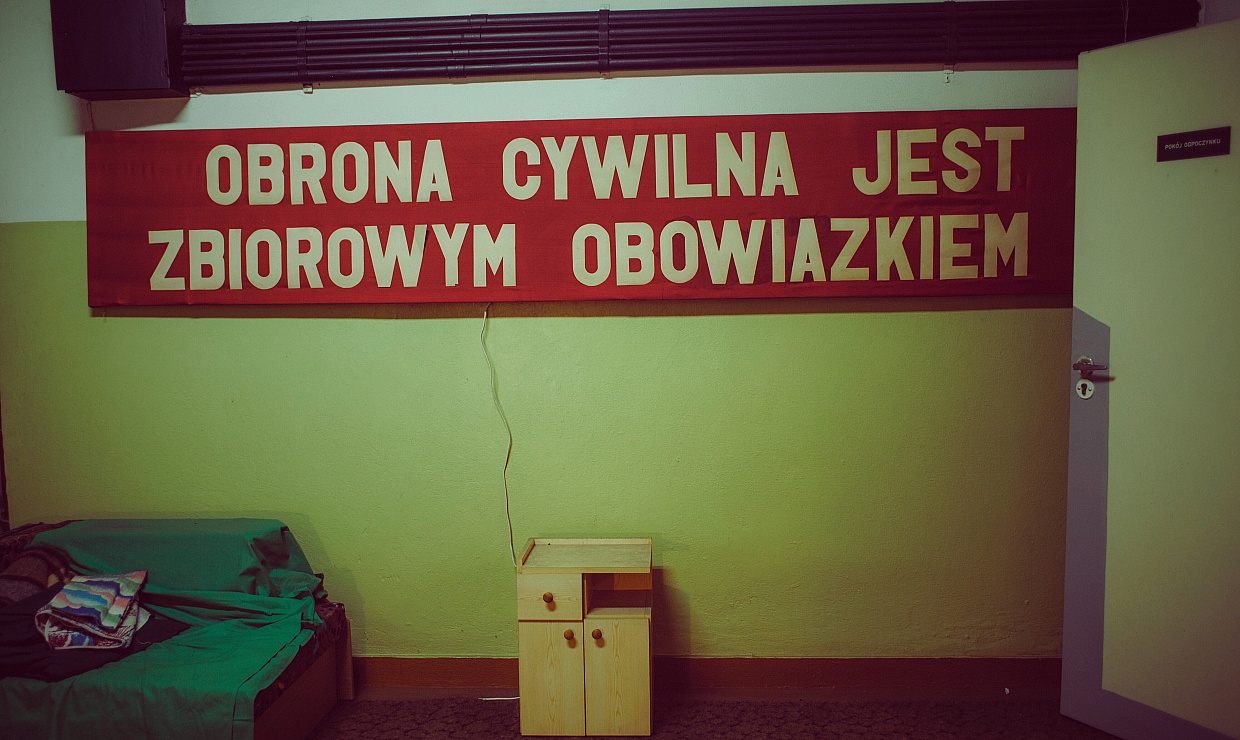 OBRONA CYWILNA JEST
ZBIOROWYM OBOWIAZKIEM
POKÓJ ODPOCZYNKU